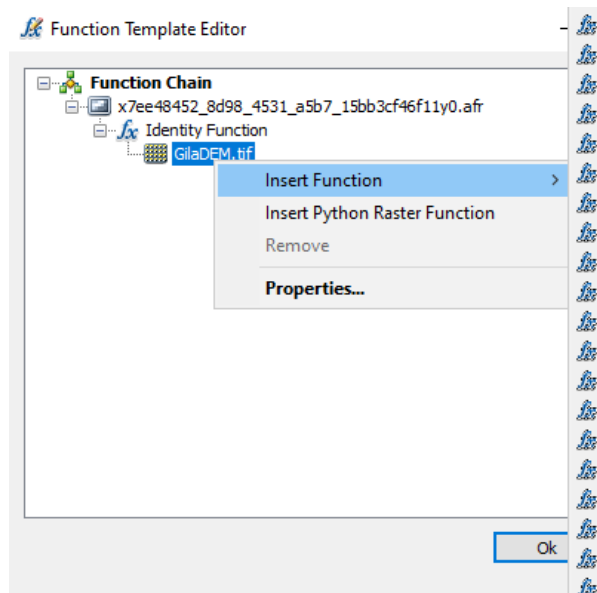 Function Template Editor
Function Chain
x7ee48452_8d98_4531_a5b7_15bb3cf46f11y0.afr
Identity Function
GilaDEM.tif
Insert Function
Insert Python Raster Function
Remove
Properties...
Ok